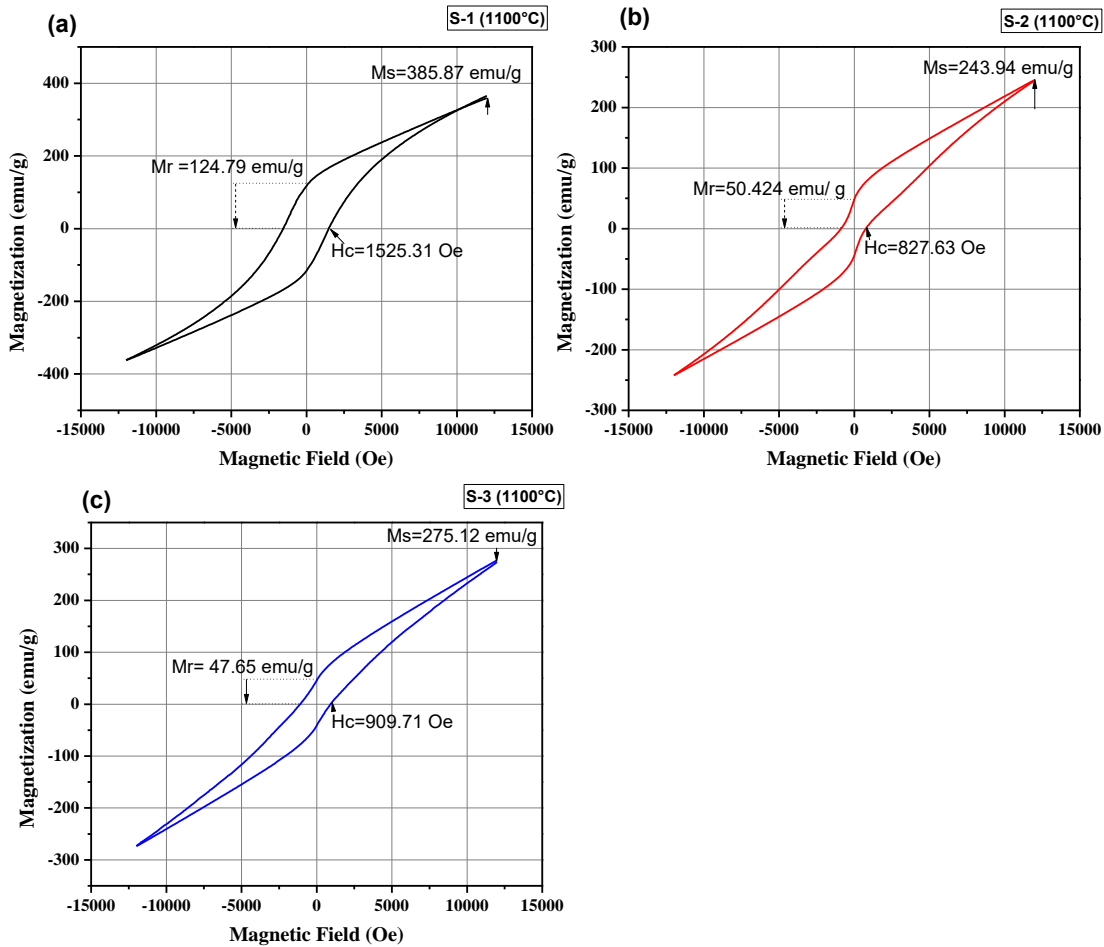 (a)
S-1 (1100°C)
Ms=385.87 emu/g
Mr =124.79 emu/g
Hc=1525.31 Oe
400
200
0
-200
-400
-500
Magnetization (emu/g)
-15000 -10000 -5000 0 5000 10000 15000
Magnetic Field (Oe)
(b)
S-2 (1100°C)
Ms=243.94 emu/g
Mr=50.424 emu/ g
Hc=827.63 Oe
300
200
100
0
-100
-200
-300
Magnetization (emu/g)
-15000 -10000 -5000 0 5000 10000 15000
Magnetic Field (Oe)
(c)
S-3 (1100°C)
Ms=275.12 emu/g
Mr= 47.65 emu/g
Hc=909.71 Oe
300
200
100
0
-100
-200
-300
Magnetization (emu/g)
-15000 -10000 -5000 0 5000 10000 15000
Magnetic Field (Oe)